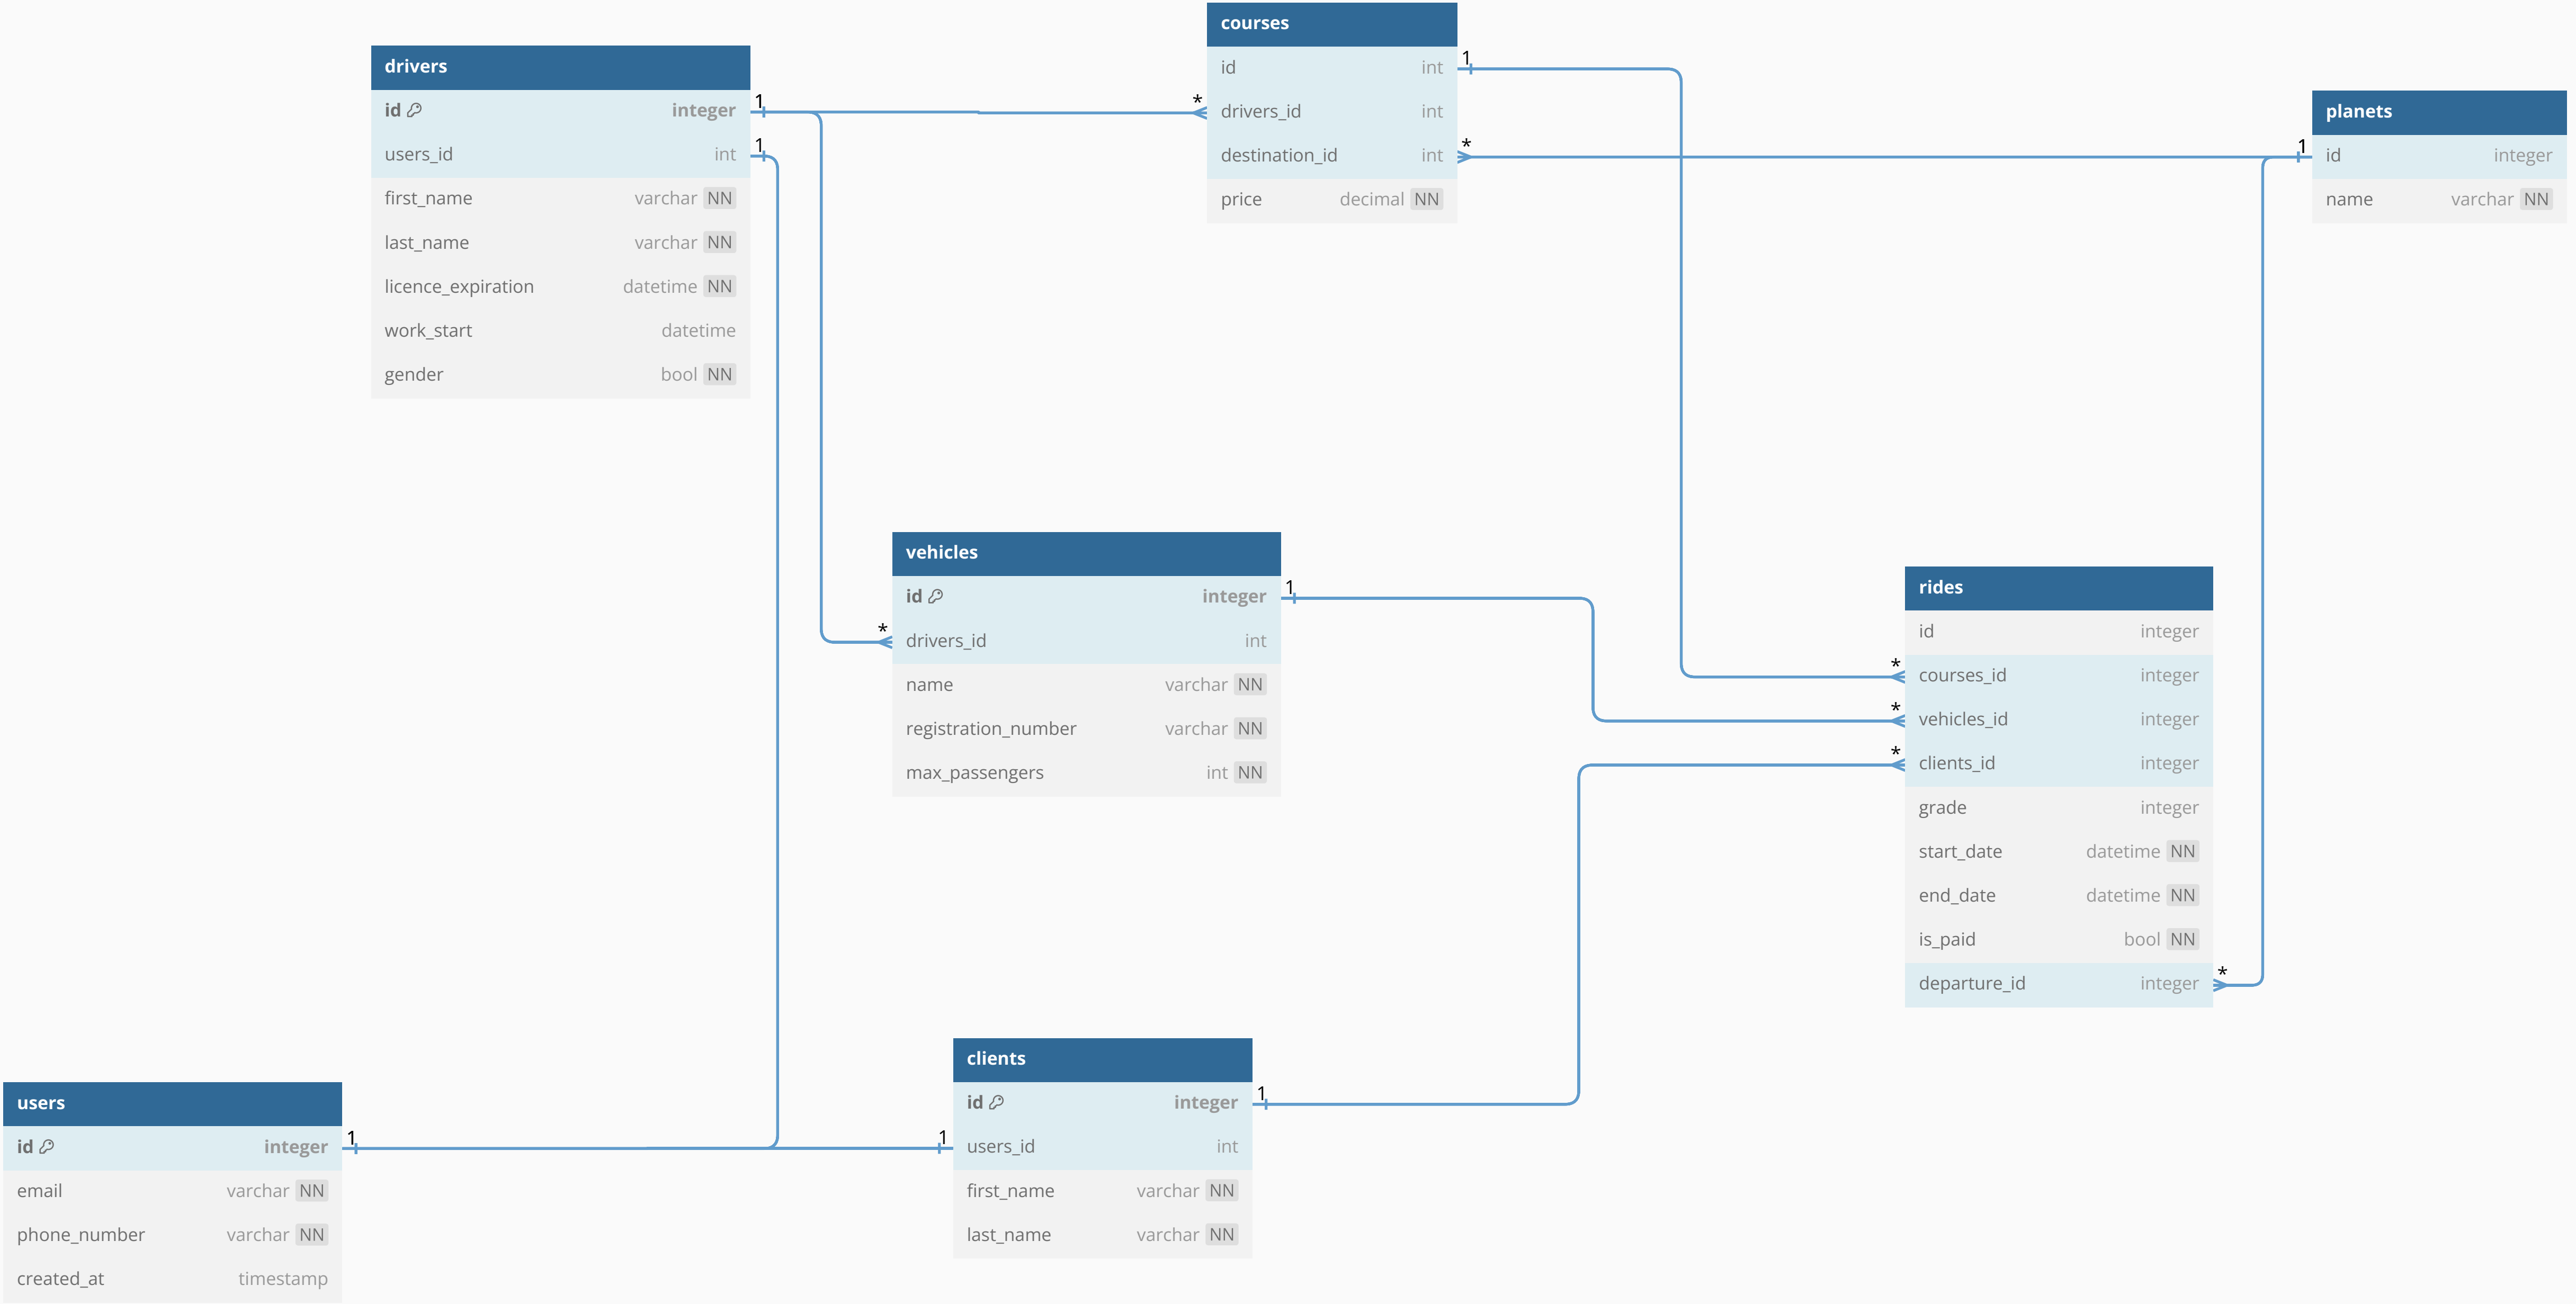 drivers
id integer
users_id int
first_name varchar NN
last_name varchar NN
licence_expiration datetime NN
work_start datetime
gender bool NN
1
1
courses
id int
drivers_id int
destination_id int
price decimal NN
*
1
*
planets
id integer
name varchar NN
1
vehicles
id integer
drivers_id int
name varchar NN
registration_number varchar NN
max_passengers int NN
*
1
rides
id integer
courses_id integer
vehicles_id integer
clients_id integer
grade integer
start_date datetime NN
end_date datetime NN
is_paid bool NN
departure_id integer
*
*
*
*
users
id integer
email varchar NN
phone_number varchar NN
created_at timestamp
1
clients
id integer
users_id int
first_name varchar NN
last_name varchar NN
1
1